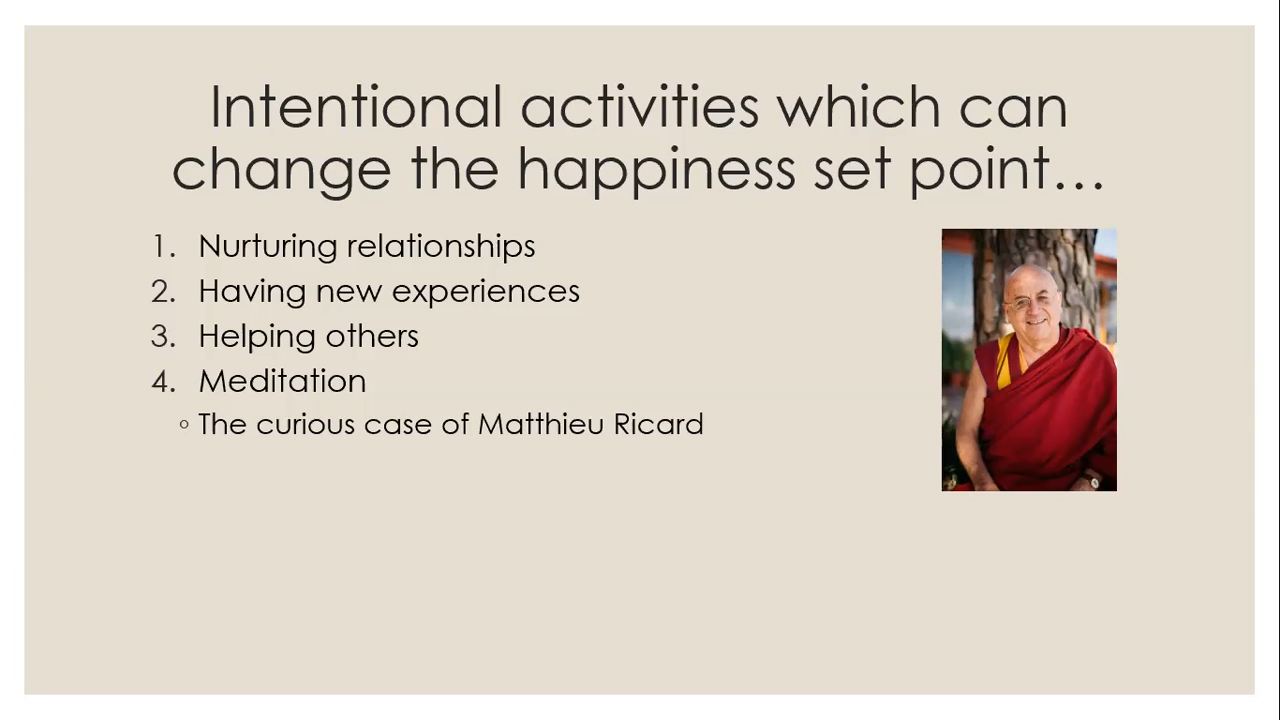 Intentional activities which can
change the happiness set point…
1. Nurturing relationships
2. Having new experiences
3. Helping others
4. Meditation
◦ The curious case of Matthieu Ricard